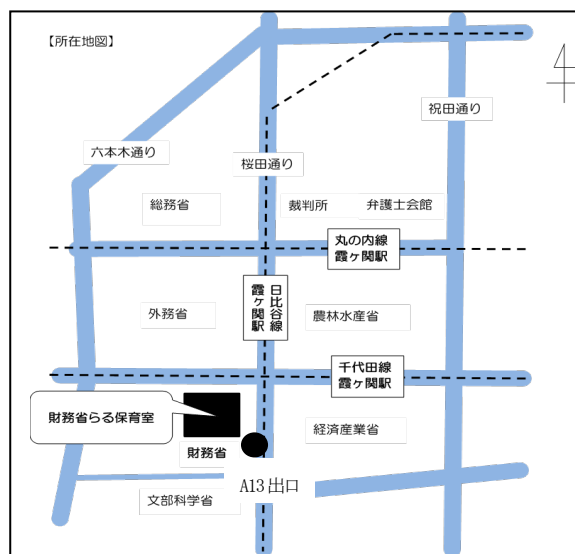 【所在地図】
祝田通り
六本木通り
桜田通り
総務省
裁判所
弁護士会館
丸の内線
霞ヶ関駅
日比谷線
霞ヶ関駅
外務省
農林水産省
千代田線
霞ヶ関駅
財務省らる保育室
財務省
経済産業省
A13 出口
文部科学省